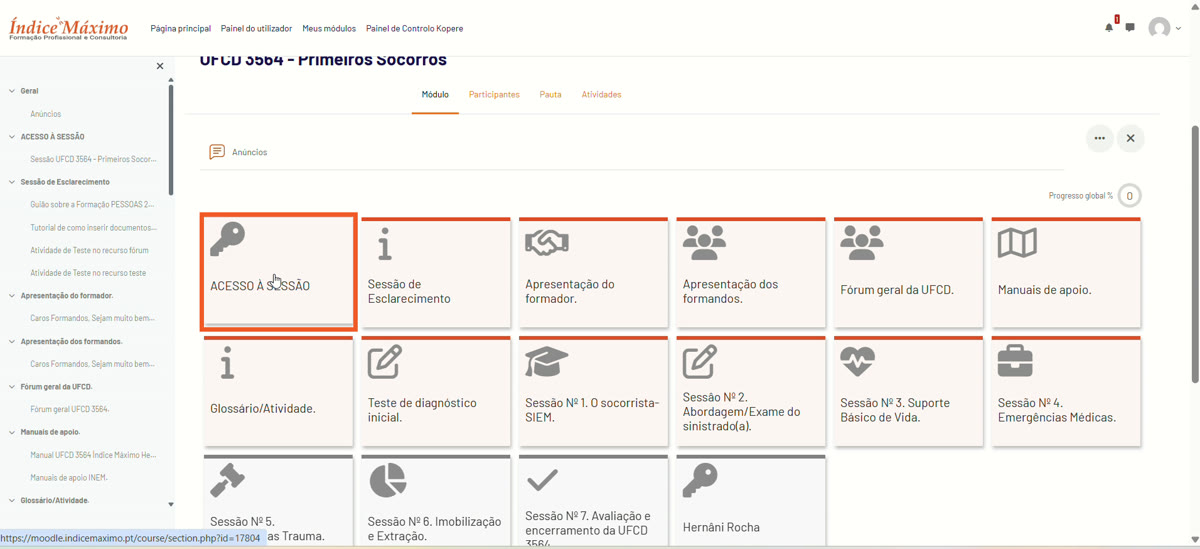 Índice Máximo
Formação Profissional e Consultoria
Página principal
Painel do utilizador
Meus módulos
Painel de Controlo Kopere
1
UFCD 3564 - Primeiros Socorros
Módulo
Participantes
Pauta
Atividades
Geral
Anúncios
ACESSO À SESSÃO
Sessão UFCD 3564 - Primeiros Socor...
Sessão de Esclarecimento
Guião sobre a Formação PESSOAS 2...
Tutorial de como inserir documentos...
Atividade de Teste no recurso fórum
Atividade de Teste no recurso teste
Apresentação do formador.
Caros Formandos, Sejam muito bem...
Apresentação dos formandos.
Caros Formandos, Sejam muito bem...
Fórum geral da UFCD.
Fórum geral UFCD 3564.
Manuais de apoio.
Manual UFCD 3564 Índice Máximo He...
Manuais de apoio INEM.
Glossário/Atividade.
https://moodle.indicemaximo.pt/course/section.php?id=17804
Anúncios
Progresso global %
0
ACESSO À SESSÃO
Sessão de
Esclarecimento
Apresentação do
formador.
Apresentação dos
formandos.
Fórum geral da UFCD.
Manuais de apoio.
Glossário/Atividade.
Teste de diagnóstico
inicial.
Sessão Nº 1. O socorrista-
SIEM.
Sessão Nº 2.
Abordagem/Exame do
sinistrado(a).
Sessão Nº 3. Suporte
Básico de Vida.
Sessão Nº 4.
Emergências Médicas.
Sessão Nº 5.
as Trauma.
Sessão Nº 6. Imobilização
e Extração.
Sessão Nº 7. Avaliação e
encerramento da UFCD
3564
Hernâni Rocha